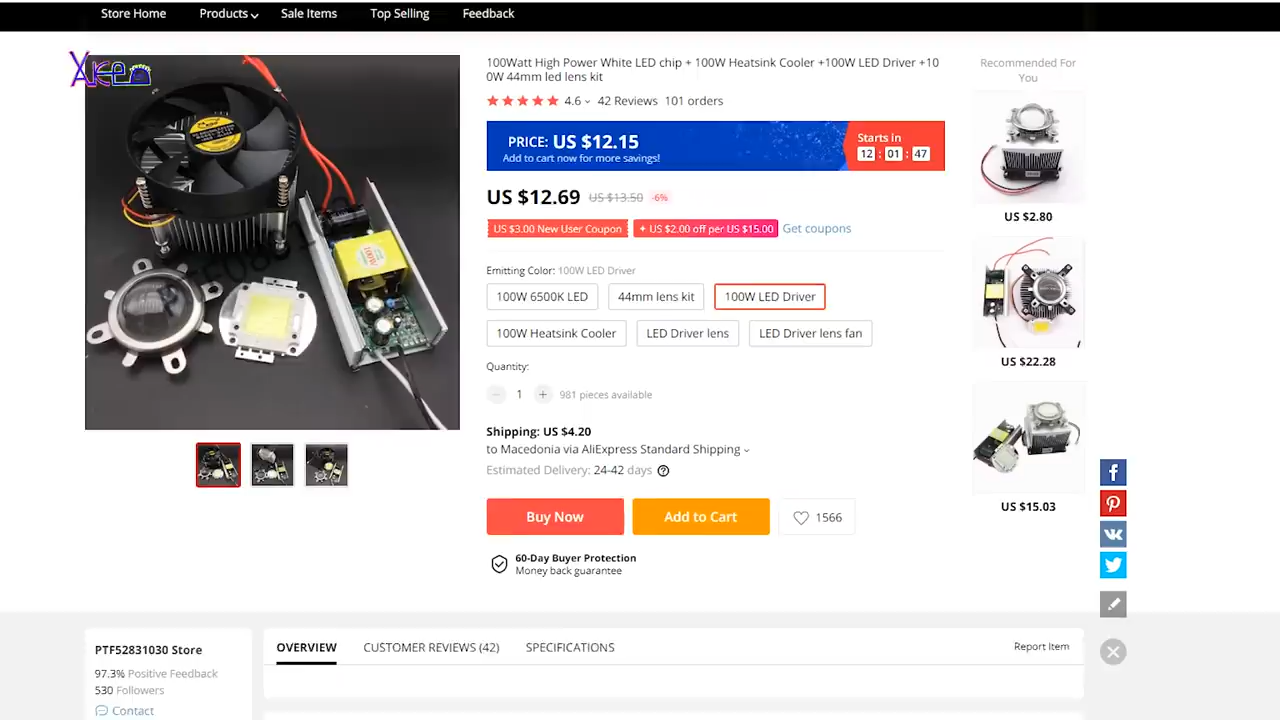 Store Home Products Sale Items Top Selling Feedback
100Watt High Power White LED chip + 100W Heatsink Cooler +100W LED Driver +10
0W 44mm led lens kit
4.6 42 Reviews 101 orders
PRICE: US $12.15
Add to cart now for more savings!
Starts in
12 : 01 : 47
US $12.69 US $13.50 -6%
US $3.00 New User Coupon + US $2.00 off per US $15.00 Get coupons
Emitting Color: 100W LED Driver
100W 6500K LED 44mm lens kit 100W LED Driver
100W Heatsink Cooler LED Driver lens LED Driver lens fan
Quantity:
1 981 pieces available
Shipping: US $4.20
to Macedonia via AliExpress Standard Shipping
Estimated Delivery: 24-42 days
Buy Now Add to Cart 1566
60-Day Buyer Protection
Money back guarantee
Recommended For
You
US $2.80
US $22.28
US $15.03
PTF52831030 Store
97.3% Positive Feedback
530 Followers
Contact
OVERVIEW CUSTOMER REVIEWS (42) SPECIFICATIONS Report Item